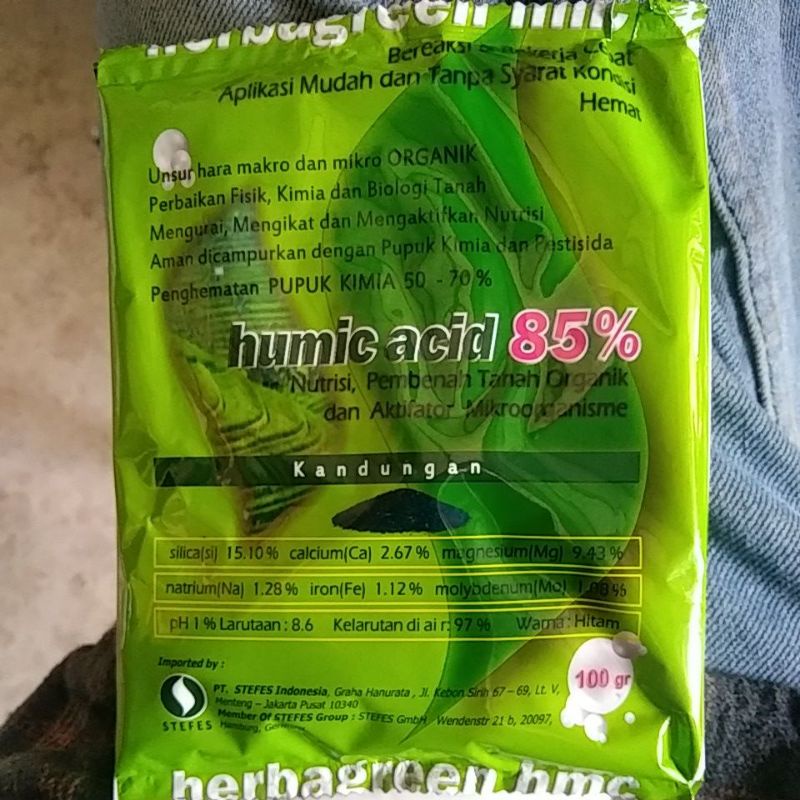 herbagreen hmc
Bereaksi & Bekerja Cepat
Aplikasi Mudah dan Tanpa Syarat Kondisi
Hemat
Unsur hara makro dan mikro ORGANIK
Perbaikan Fisik, Kimia dan Biologi Tanah
Mengurai, Mengikat dan Mengaktifkan Nutrisi
Aman dicampurkan dengan Pupuk Kimia dan Pestisida
Penghematan PUPUK KIMIA 50 - 70 %
humic acid 85%
Nutrisi, Pembenah Tanah Organik
dan Aktifator Mikroorganisme
Kandungan
silica(si) 15.10 % calcium(Ca) 2.67 % magnesium(Mg) 9.43 %
natrium(Na) 1.28 % iron(Fe) 1.12 % molybdenum(Mo) 1.08 %
pH 1 % Larutaan : 8.6 Kelarutan di ai r: 97 % Warna : Hitam
100 gr
Imported by :
STEFES
PT. STEFES Indonesia, Graha Hanurata , Jl. Kebon Sirih 67 – 69, Lt. V,
Menteng – Jakarta Pusat 10340
Member Of STEFES Group : STEFES GmbH Wendenstr 21 b, 20097,
Hamburg, Germany
herbagreen hmc